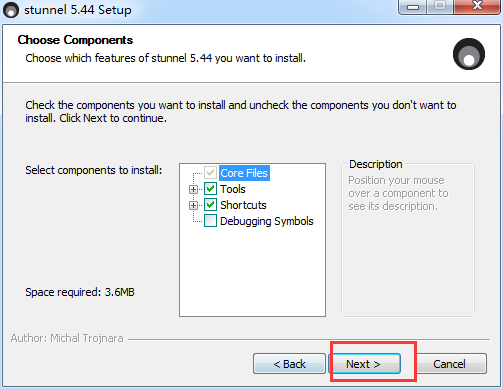 stunnel 5.44 Setup
Choose Components
Choose which features of stunnel 5.44 you want to install.
Check the components you want to install and uncheck the components you don't want to
install. Click Next to continue.
Select components to install:
Core Files
Tools
Shortcuts
Debugging Symbols
Description
Position your mouse
over a component to
see its description.
Space required: 3.6MB
Author: Michal Trojnara
< Back
Next >
Cancel